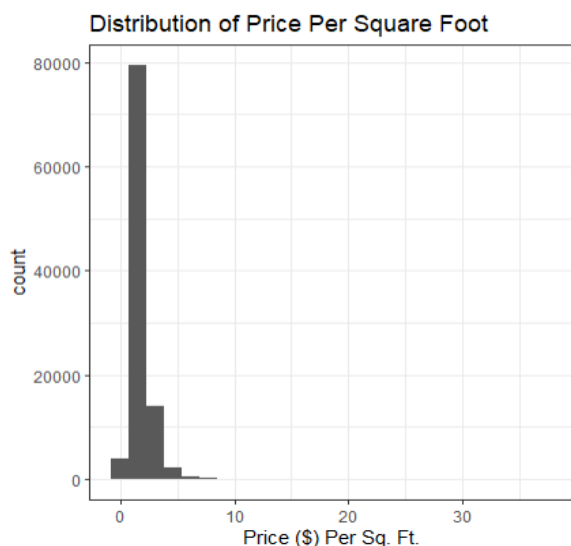 Distribution of Price Per Square Foot
80000
60000
40000
20000
0
count
0 10 20 30
Price ($) Per Sq. Ft.